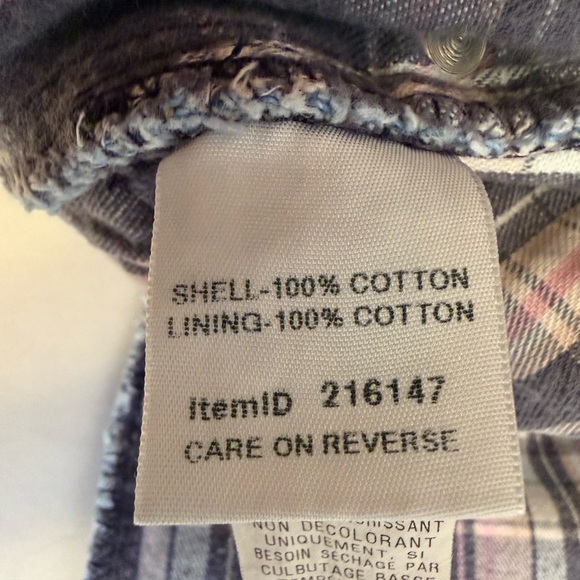 SHELL-100% COTTON
LINING-100% COTTON
ItemID 216147
CARE ON REVERSE
NON DECOLORANT
UNIQUEMENT, SI
BESOIN SÉCHAGE PAR
CULBUTAGE BASSE